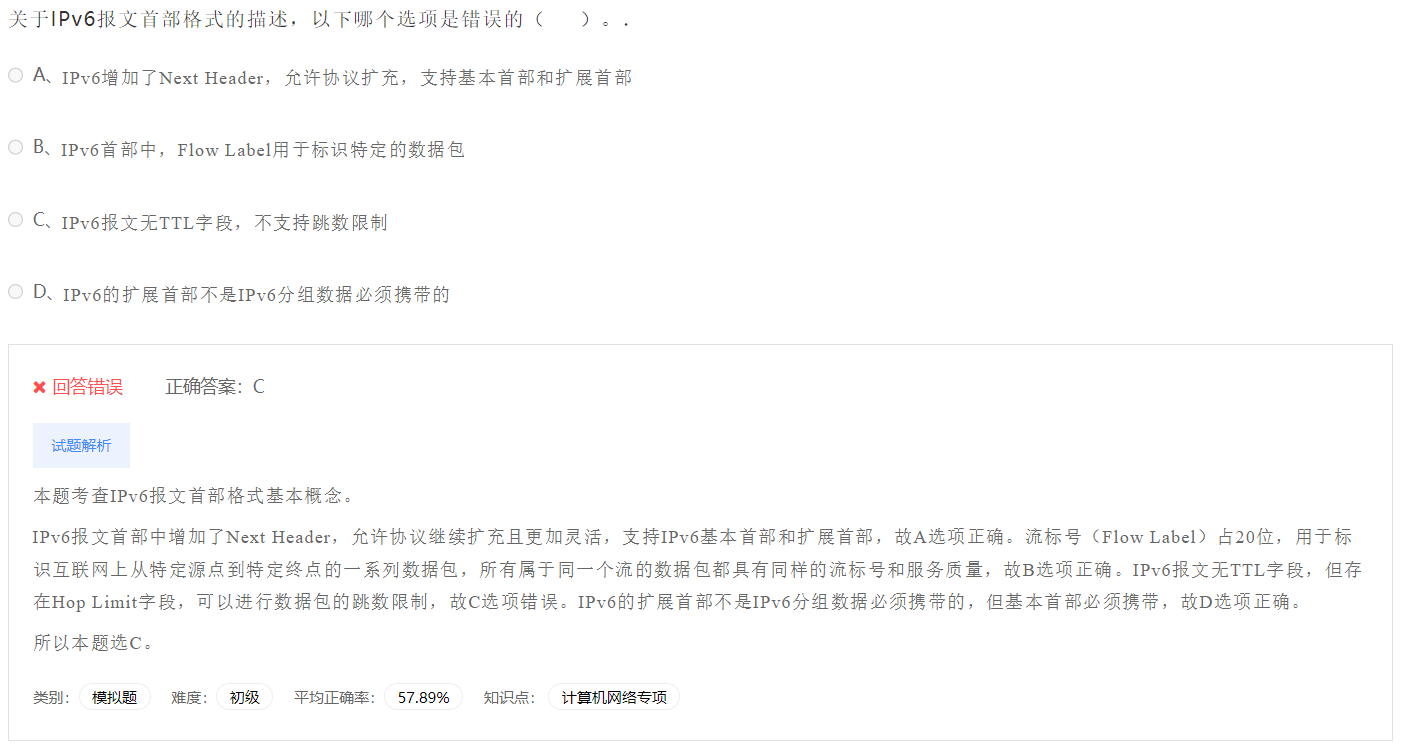 关于IPv6报文首部格式的描述，以下哪个选项是错误的（　　）。.
A、IPv6增加了Next Header，允许协议扩充，支持基本首部和扩展首部
B、IPv6首部中，Flow Label用于标识特定的数据包
C、IPv6报文无TTL字段，不支持跳数限制
D、IPv6的扩展首部不是IPv6分组数据必须携带的
✖ 回答错误　　正确答案：C
试题解析
本题考查IPv6报文首部格式基本概念。
IPv6报文首部中增加了Next Header，允许协议继续扩充且更加灵活，支持IPv6基本首部和扩展首部，故A选项正确。流标号（Flow Label）占20位，用于标
识互联网上从特定源点到特定终点的一系列数据包，所有属于同一个流的数据包都具有同样的流标号和服务质量，故B选项正确。IPv6报文无TTL字段，但存
在Hop Limit字段，可以进行数据包的跳数限制，故C选项错误。IPv6的扩展首部不是IPv6分组数据必须携带的，但基本首部必须携带，故D选项正确。
所以本题选C。
类别： 模拟题 难度： 初级 平均正确率： 57.89% 知识点： 计算机网络专项